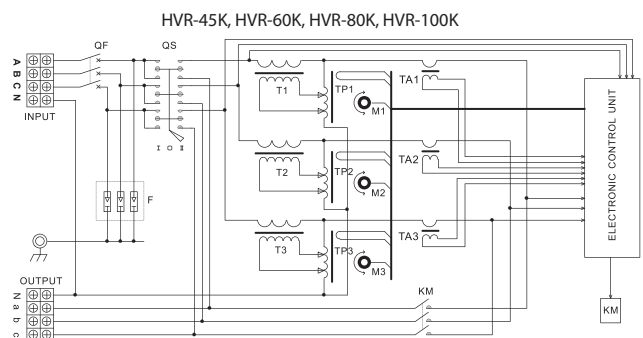 HVR-45K, HVR-60K, HVR-80K, HVR-100K
QF
QS
A
B
C
N
INPUT
I O II
F
T1
TP1
M1
TA1
T2
TP2
M2
TA2
T3
TP3
M3
TA3
ELECTRONIC CONTROL UNIT
KM
KM
OUTPUT
N
a
b
c